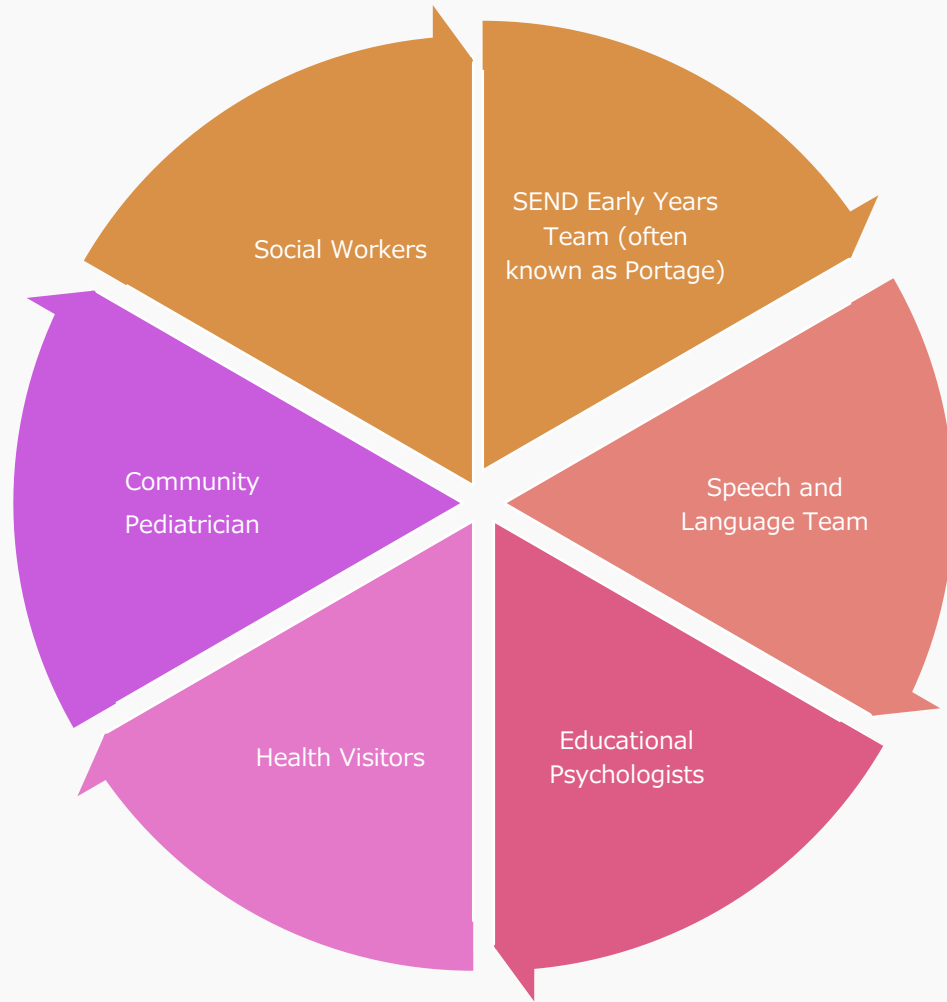 SEND Early Years
Team (often
known as Portage)
Speech and
Language Team
Educational
Psychologists
Health Visitors
Community
Pediatrician
Social Workers